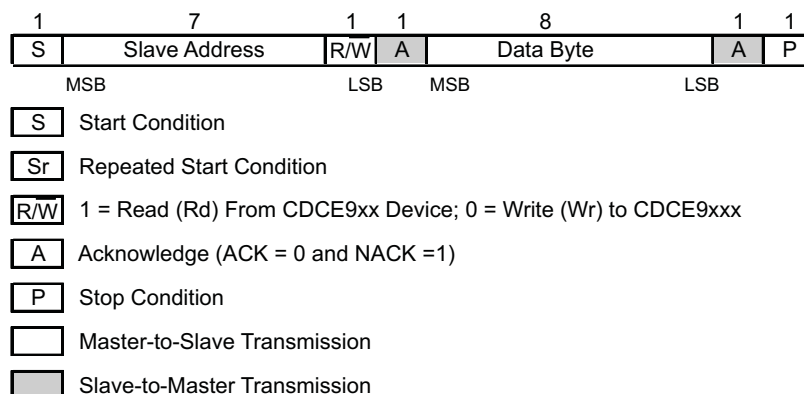 1 7 1 1 8 1 1
S Slave Address R/W̅ A Data Byte A P
MSB LSB MSB LSB
S Start Condition
Sr Repeated Start Condition
R/W̅ 1 = Read (Rd) From CDCE9xx Device; 0 = Write (Wr) to CDCE9xxx
A Acknowledge (ACK = 0 and NACK =1)
P Stop Condition
Master-to-Slave Transmission
Slave-to-Master Transmission